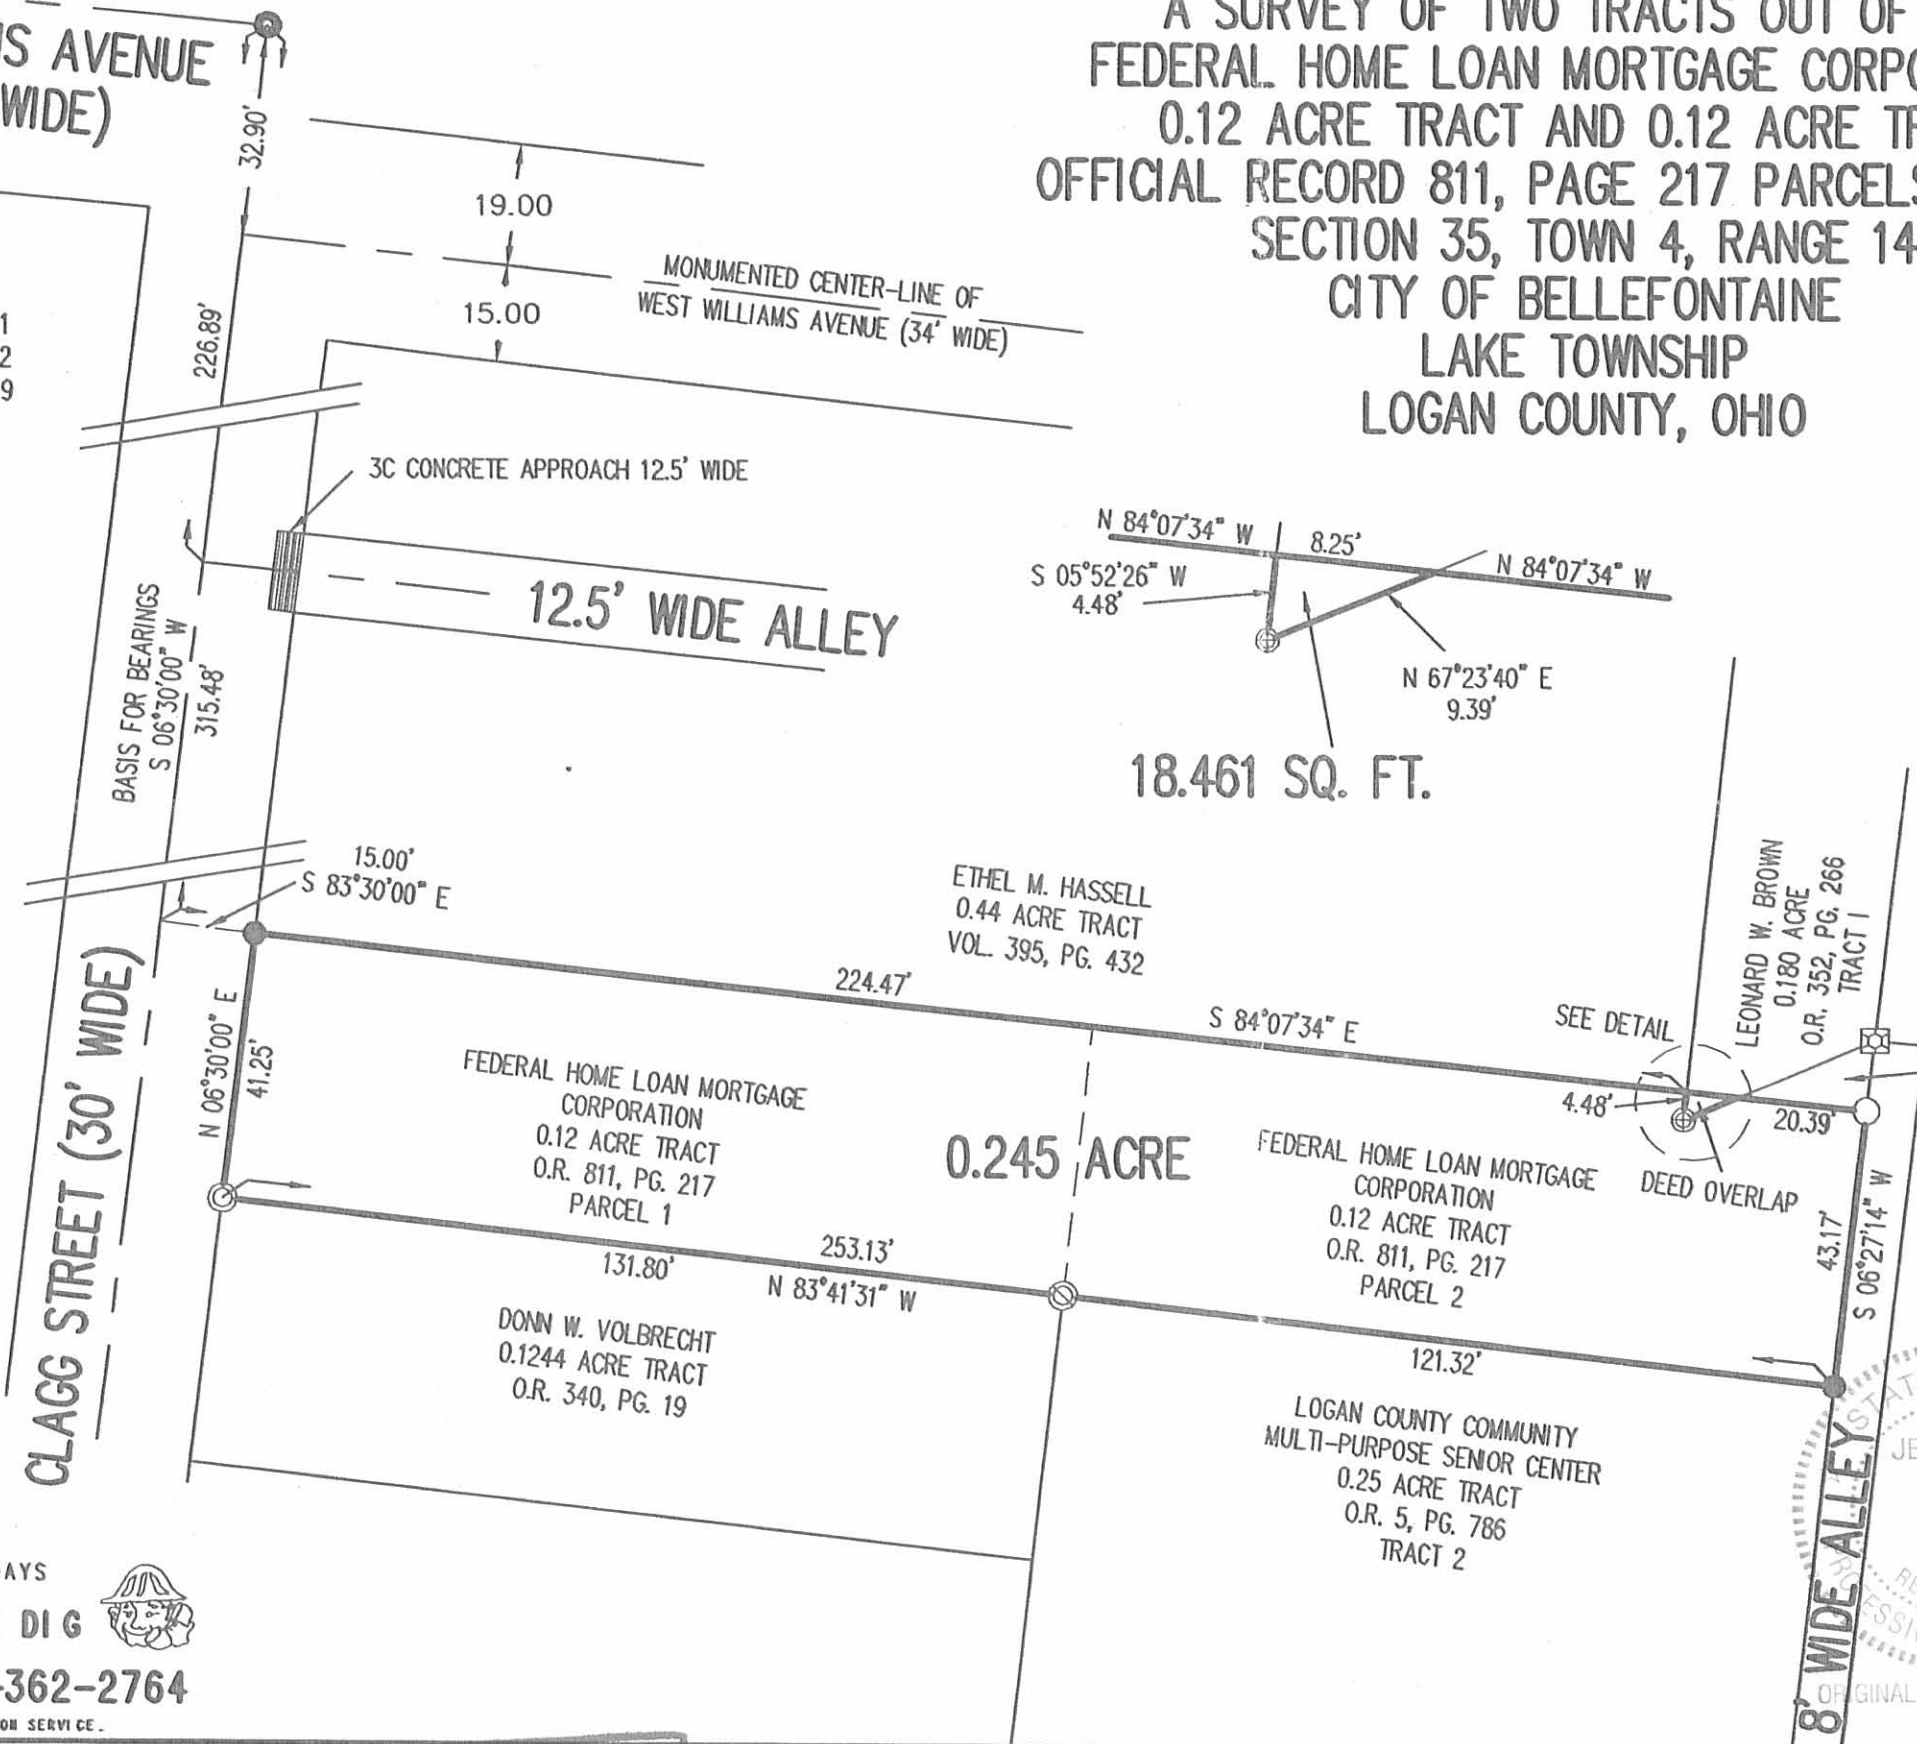 A SURVEY OF TWO TRACTS OUT OF
FEDERAL HOME LOAN MORTGAGE
0.12 ACRE TRACT AND 0.12 ACRE
OFFICIAL RECORD 811, PAGE 217
SECTION 35, TOWN 4, RANGE 14
CITY OF BELLEFONTAINE
LAKE TOWNSHIP
LOGAN COUNTY, OHIO
AVENUE
WIDE)
32.90'
19.00
15.00
MONUMENTED CENTER-LINE OF
WEST WILLIAMS AVENUE (34' WIDE)
226.89'
1
2
9
3C CONCRETE APPROACH 12.5' WIDE
12.5' WIDE ALLEY
N 84°07'34" W
8.25'
N 84°07'34" W
S 05°52'26" W
4.48'
N 67°23'40" E
9.39'
18.461 SQ. FT.
BASIS FOR BEARINGS
S 06°30'00" W
315.48'
15.00'
S 83°30'00" E
ETHEL M. HASSELL
0.44 ACRE TRACT
VOL. 395, PG. 432
LEONARD W. BROWN
0.180 ACRE
O.R. 352, PG. 266
TRACT I
224.47'
S 84°07'34" E
SEE DETAIL
4.48'
20.39'
DEED OVERLAP
N 06°30'00" E
41.25'
FEDERAL HOME LOAN MORTGAGE
CORPORATION
0.12 ACRE TRACT
O.R. 811, PG. 217
PARCEL 1
0.245 ACRE
FEDERAL HOME LOAN MORTGAGE
CORPORATION
0.12 ACRE TRACT
O.R. 811, PG. 217
PARCEL 2
43.17'
S 06°27'14" W
253.13'
131.80'
N 83°41'31" W
121.32'
DONN W. VOLBRECHT
0.1244 ACRE TRACT
O.R. 340, PG. 19
LOGAN COUNTY COMMUNITY
MULTI-PURPOSE SENIOR CENTER
0.25 ACRE TRACT
O.R. 5, PG. 786
TRACT 2
CLAGG STREET (30' WIDE)
8' WIDE ALLEY
ORIGINAL
DIG
-362-2764
SERVICE.